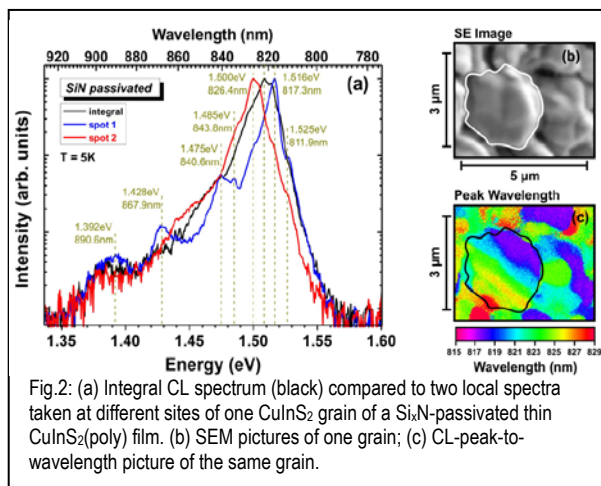 Wavelength (nm)
920 900 880 860 840 820 800 780
SiN passivated
integral
spot 1
spot 2
T = 5K
(a)
1.500eV
826.4nm
1.516eV
817.3nm
1.485eV
843.8nm
1.525eV
811.9nm
1.475eV
840.6nm
1.428eV
867.9nm
1.392eV
890.6nm
Intensity (arb. units)
1.35 1.40 1.45 1.50 1.55 1.60
Energy (eV)
SE Image
(b)
3 µm
5 µm
Peak Wavelength
(c)
3 µm
815 819 821 823 825 826 829
Wavelength (nm)
Fig.2: (a) Integral CL spectrum (black) compared to two local spectra
taken at different sites of one CuInS₂ grain of a SiₓN-passivated thin
CuInS₂(poly) film. (b) SEM pictures of one grain; (c) CL-peak-to-
wavelength picture of the same grain.